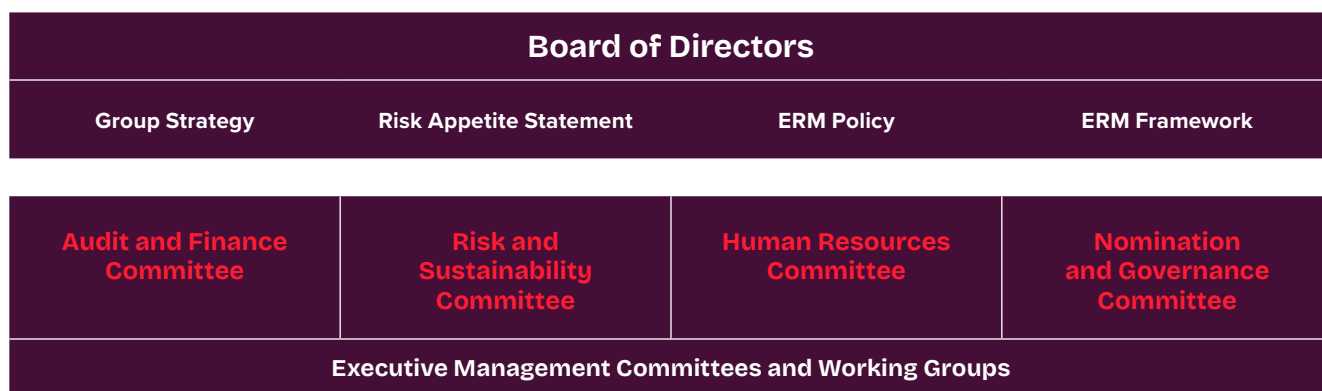 Board of Directors
Group Strategy
Risk Appetite Statement
ERM Policy
ERM Framework
Audit and Finance
Committee
Risk and
Sustainability
Committee
Human Resources
Committee
Nomination
and Governance
Committee
Executive Management Committees and Working Groups